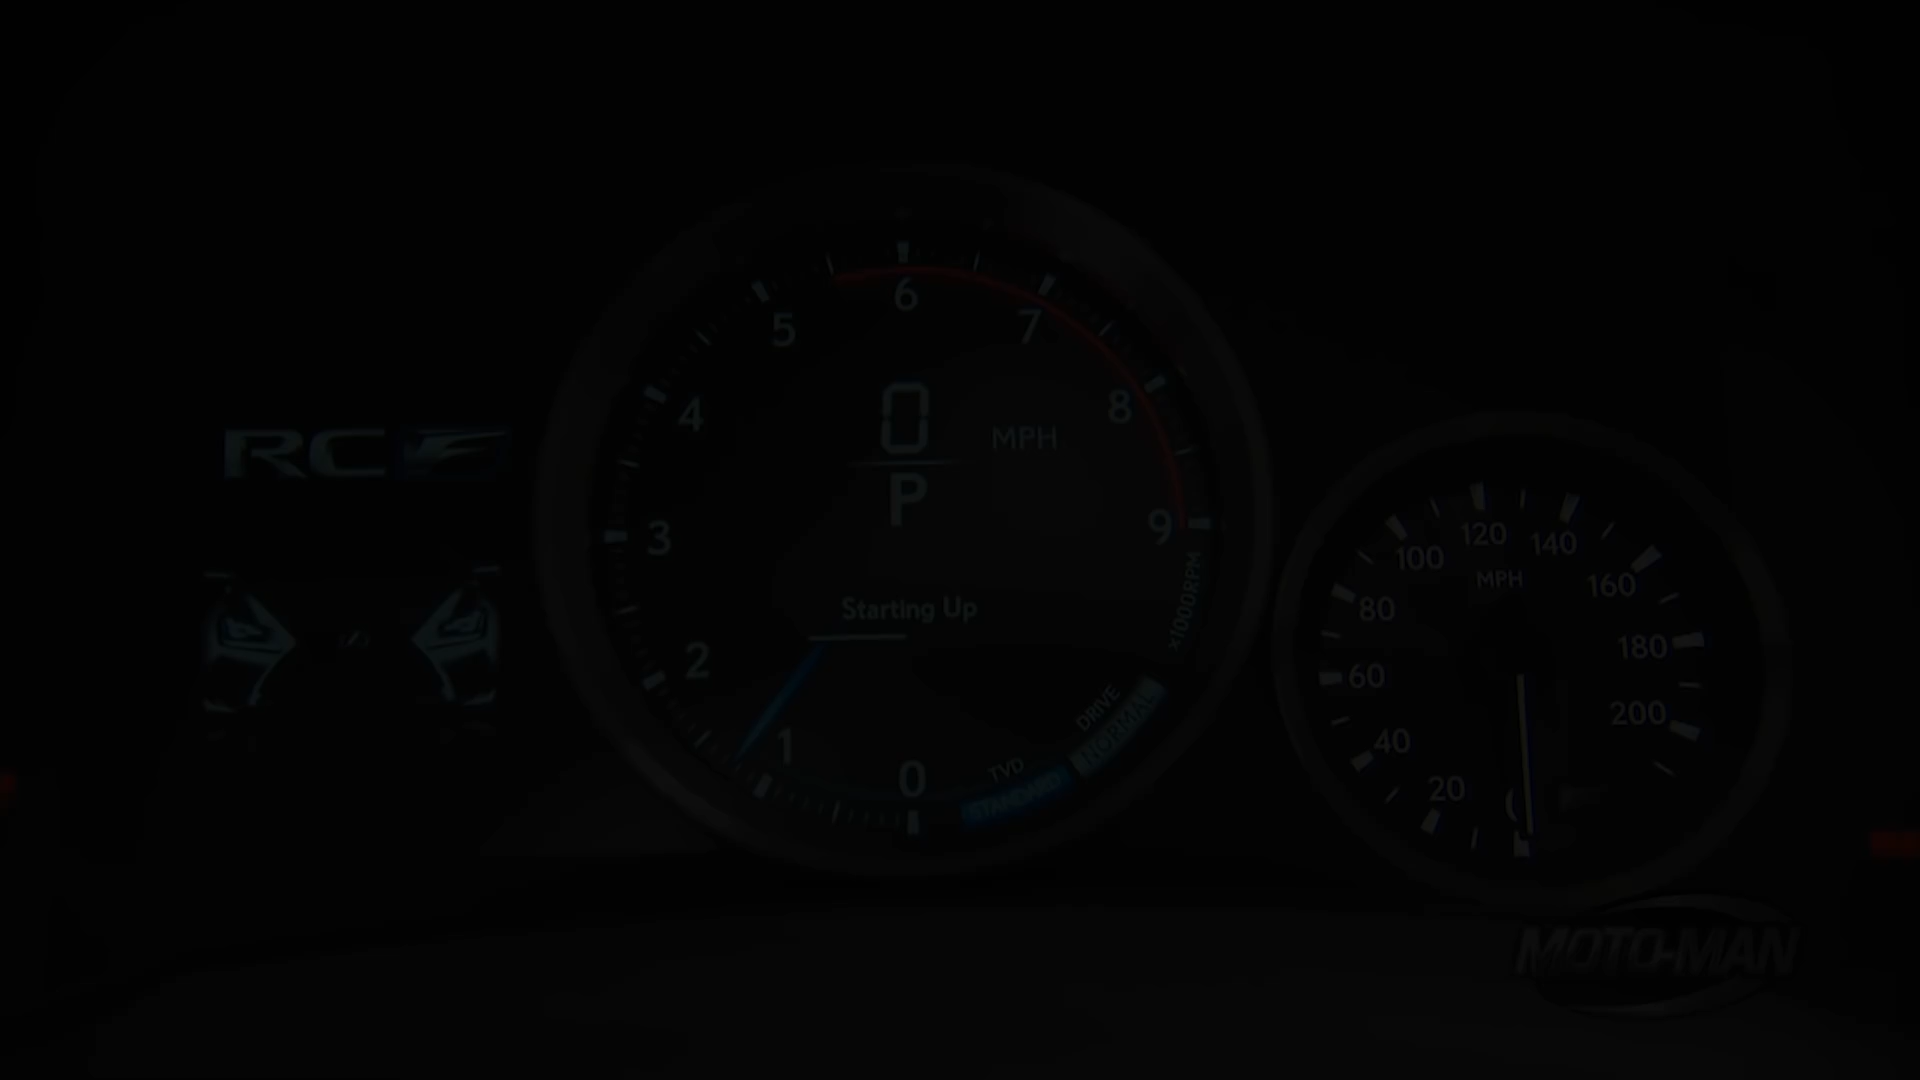 RC F
6
5
7
4
8
0
MPH
P
3
9
x1000RPM
Starting Up
2
1
0
DRIVE
NORMAL
TVD
STANDARD
120
140
100
MPH
160
80
180
60
200
40
20
0
MOTO-MAN